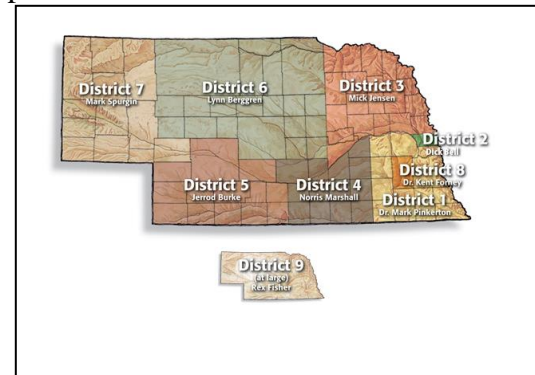 District 7
Mark Spurgin
District 6
Lynn Berggren
District 3
Mick Jensen
District 2
Dick Bell
District 8
Dr. Kent Forney
District 5
Jerrod Burke
District 4
Norris Marshall
District 1
Dr. Mark Pinkerton
District 9
(at large)
Rex Fisher